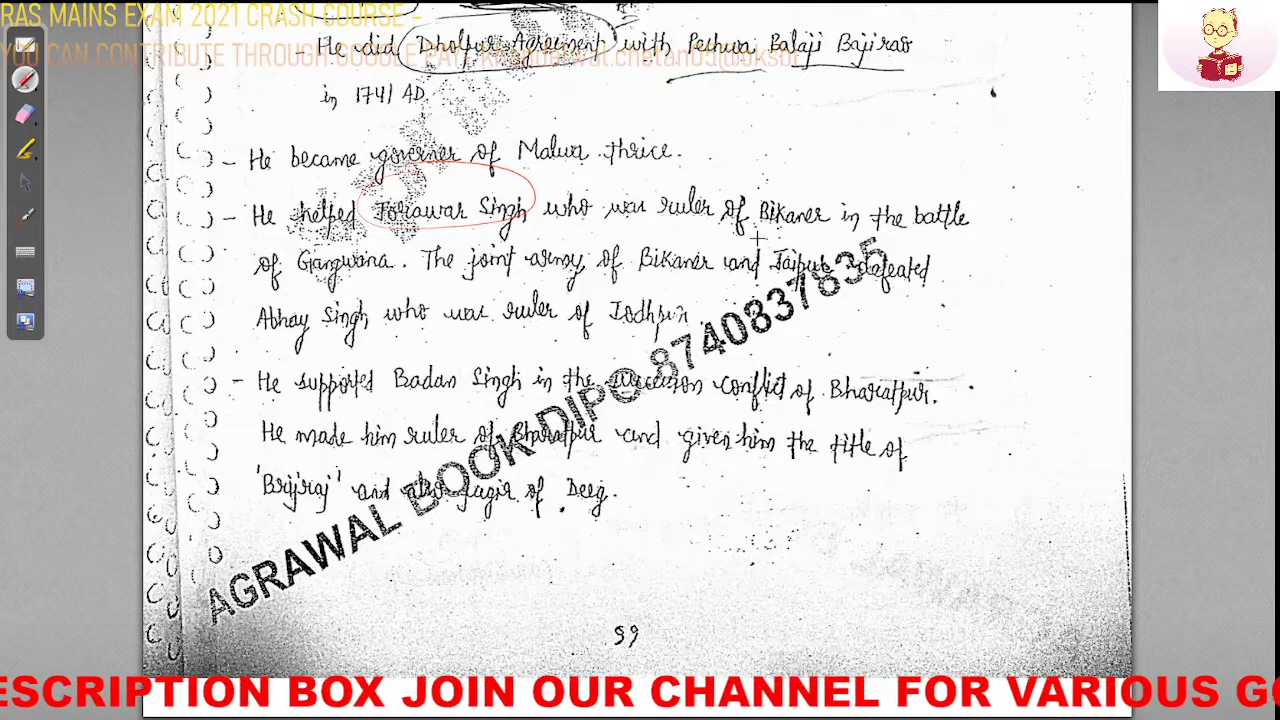 RAS MAINS EXAM 2021 CRASH COURSE -
YOU CAN CONTRIBUTE THROUGH GOOGLE PAY
- He did Dholpur Agreement with Peshwa Balaji Bajirao
in 1741 AD
- He became governer of Malwa thrice.
- He helped Jorawar Singh who was ruler of Bikaner in the battle
of Gangwana. The joint army of Bikaner and Jaipur defeated
Abhay Singh who was ruler of Jodhpur
- He supported Badan Singh in the succession conflict of Bharatpur.
He made him ruler of Bharatpur and given him the title of
'Brijraj' and also jagir of Deeg.
AGRAWAL BOOK DIPO 8740837835
59
ESCRIPTION BOX JOIN OUR CHANNEL FOR VARIOUS GO